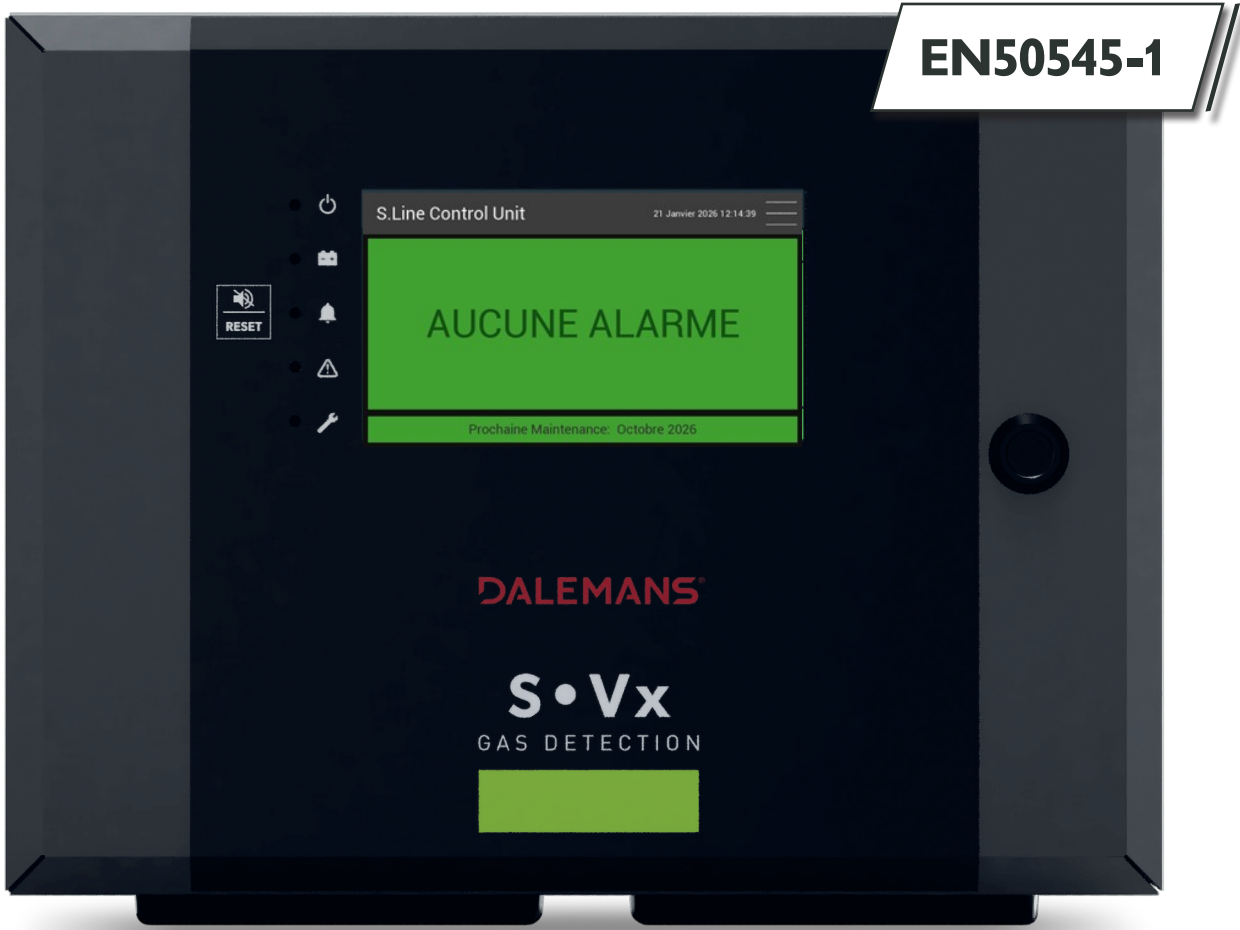 EN50545-1
S.Line Control Unit
21 Janvier 2026 12:14:39
AUCUNE ALARME
RESET
Prochaine Maintenance: Octobre 2026
DALEMANS®
S•Vx
GAS DETECTION